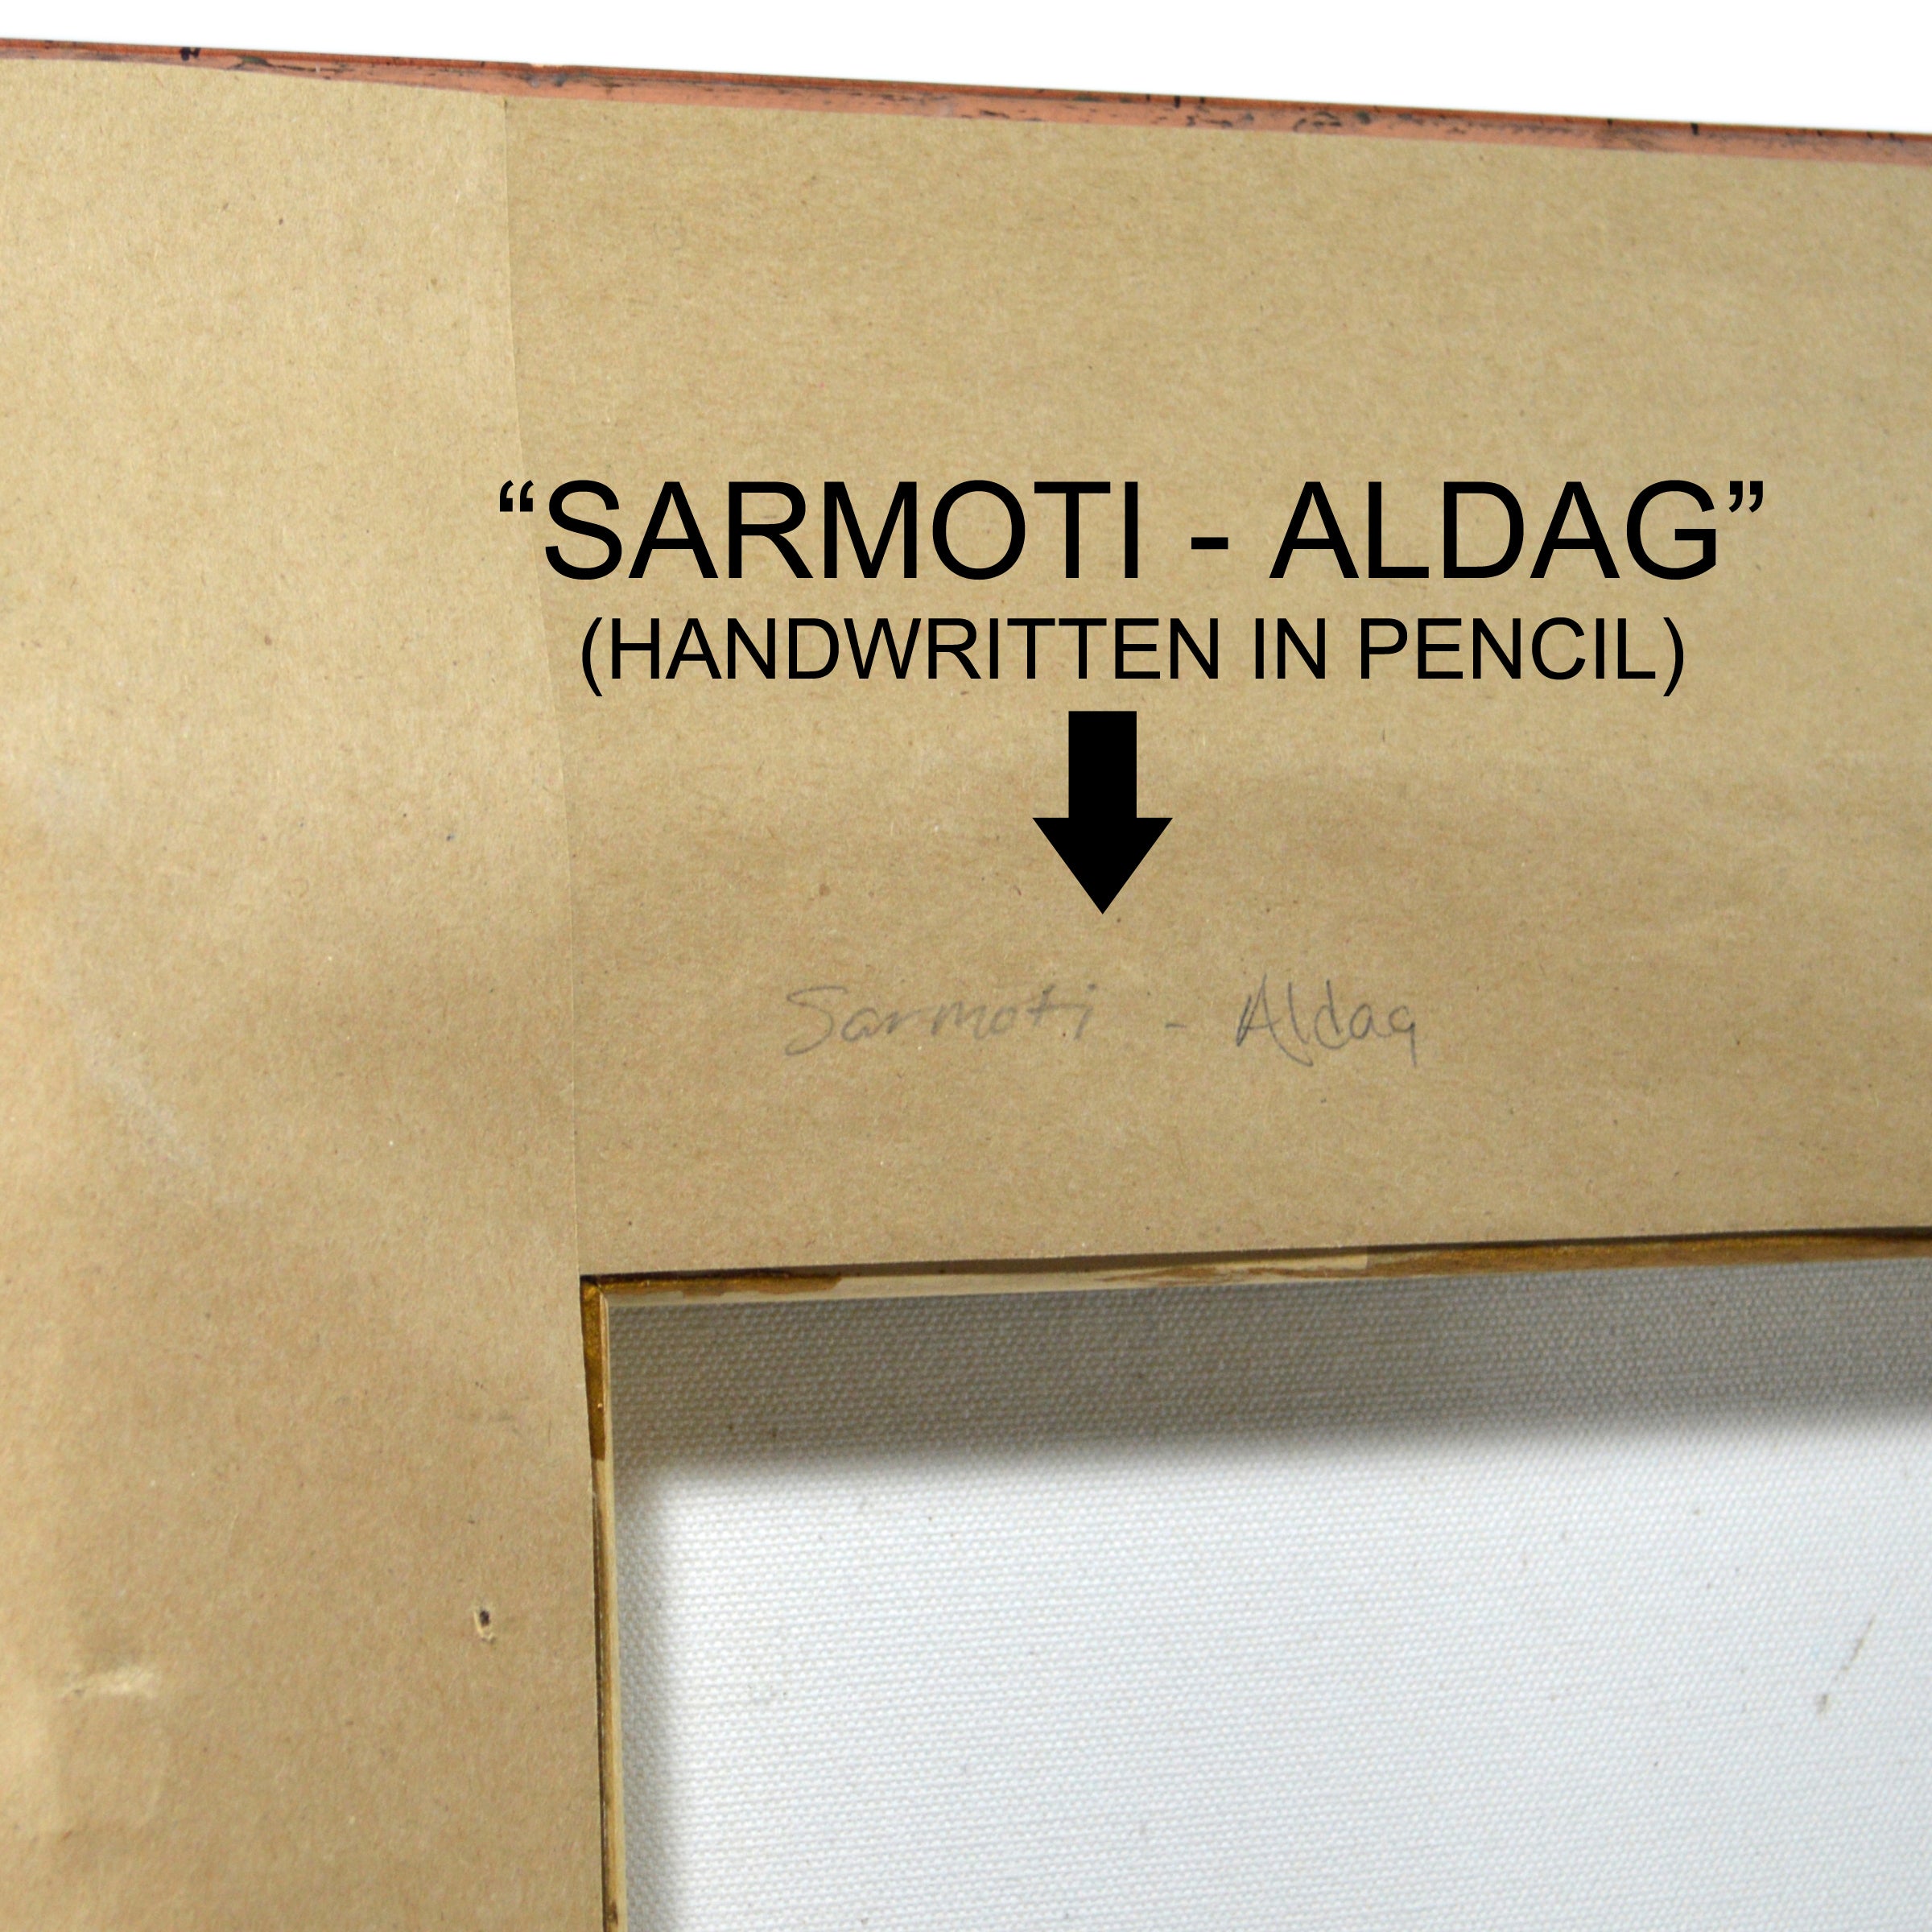 “SARMOTI - ALDAG”
(HANDWRITTEN IN PENCIL)
Sarmoti - Aldag